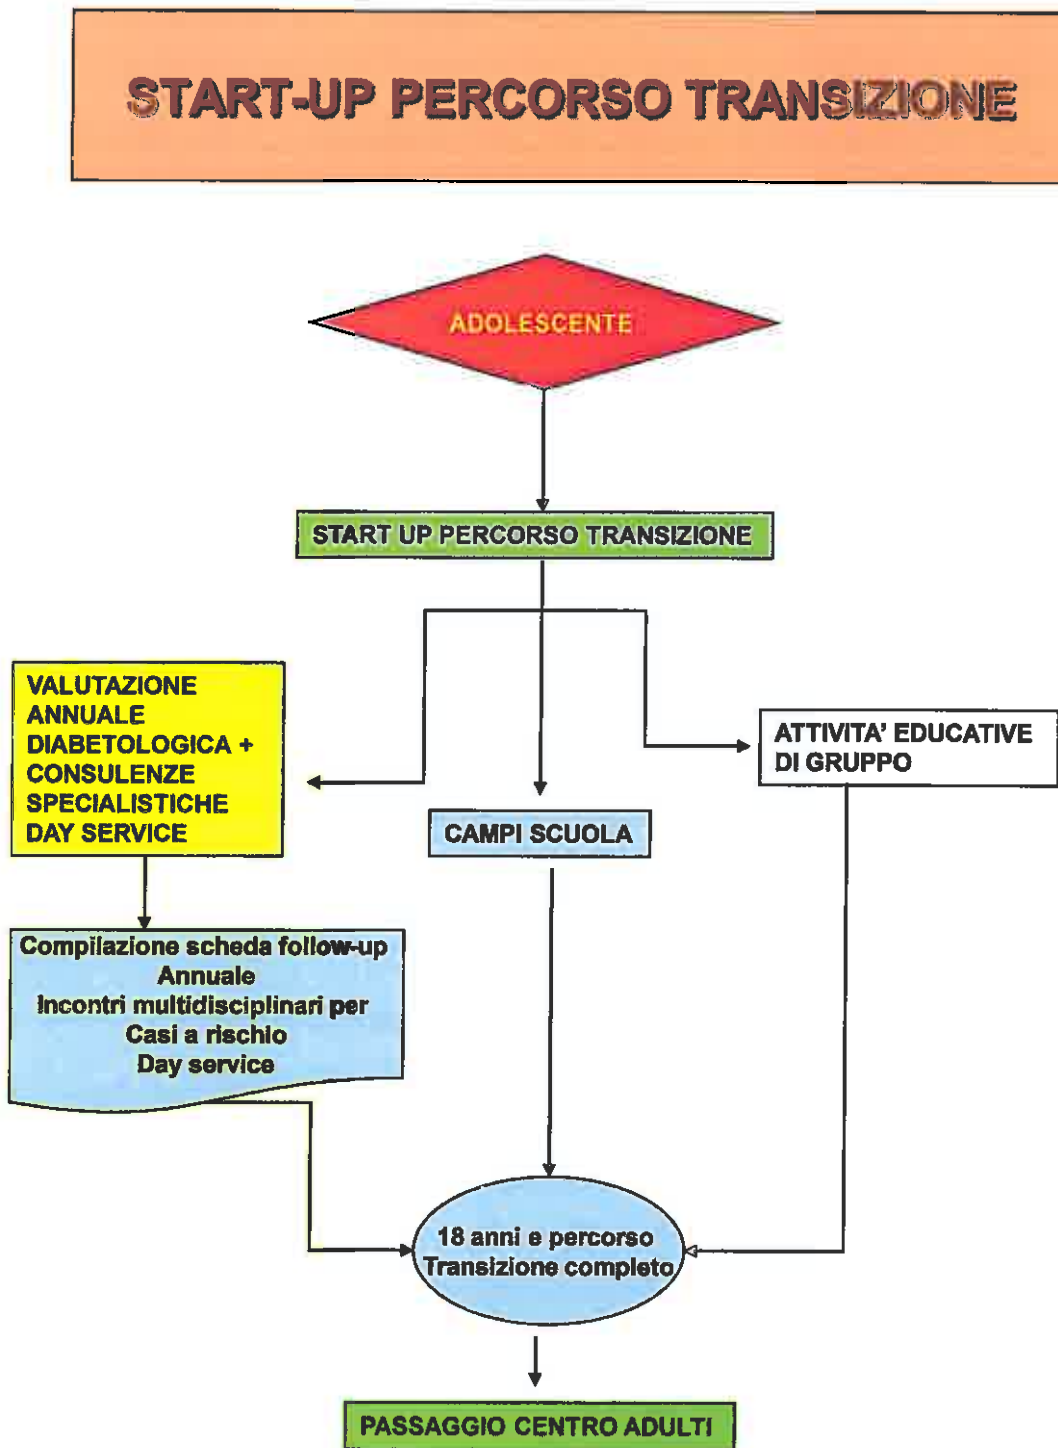 START-UP PERCORSO TRANSIZIONE
ADOLESCENTE
START UP PERCORSO TRANSIZIONE
VALUTAZIONE
ANNUALE
DIABETOLOGICA +
CONSULENZE
SPECIALISTICHE
DAY SERVICE
ATTIVITA' EDUCATIVE
DI GRUPPO
CAMPI SCUOLA
Compilazione scheda follow-up
Annuale
Incontri multidisciplinari per
Casi a rischio
Day service
18 anni e percorso
Transizione completo
PASSAGGIO CENTRO ADULTI